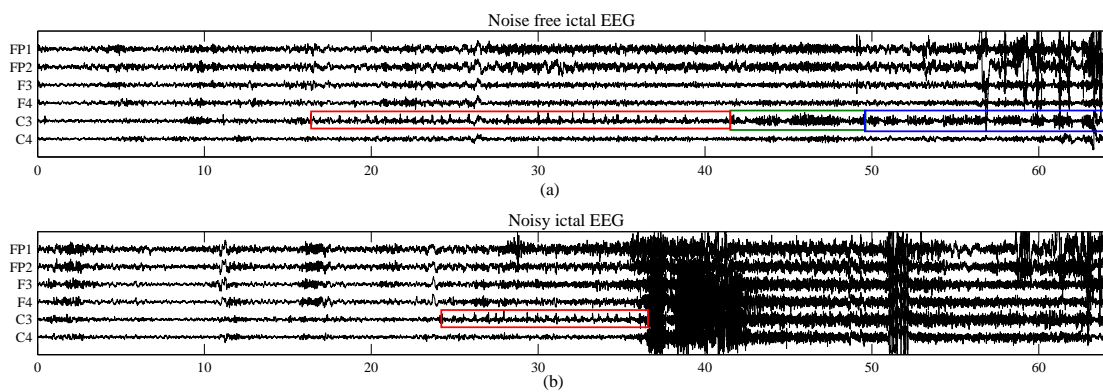 Noise free ictal EEG
FP1
FP2
F3
F4
C3
C4
0 10 20 30 40 50 60
(a)
Noisy ictal EEG
FP1
FP2
F3
F4
C3
C4
0 10 20 30 40 50 60
(b)